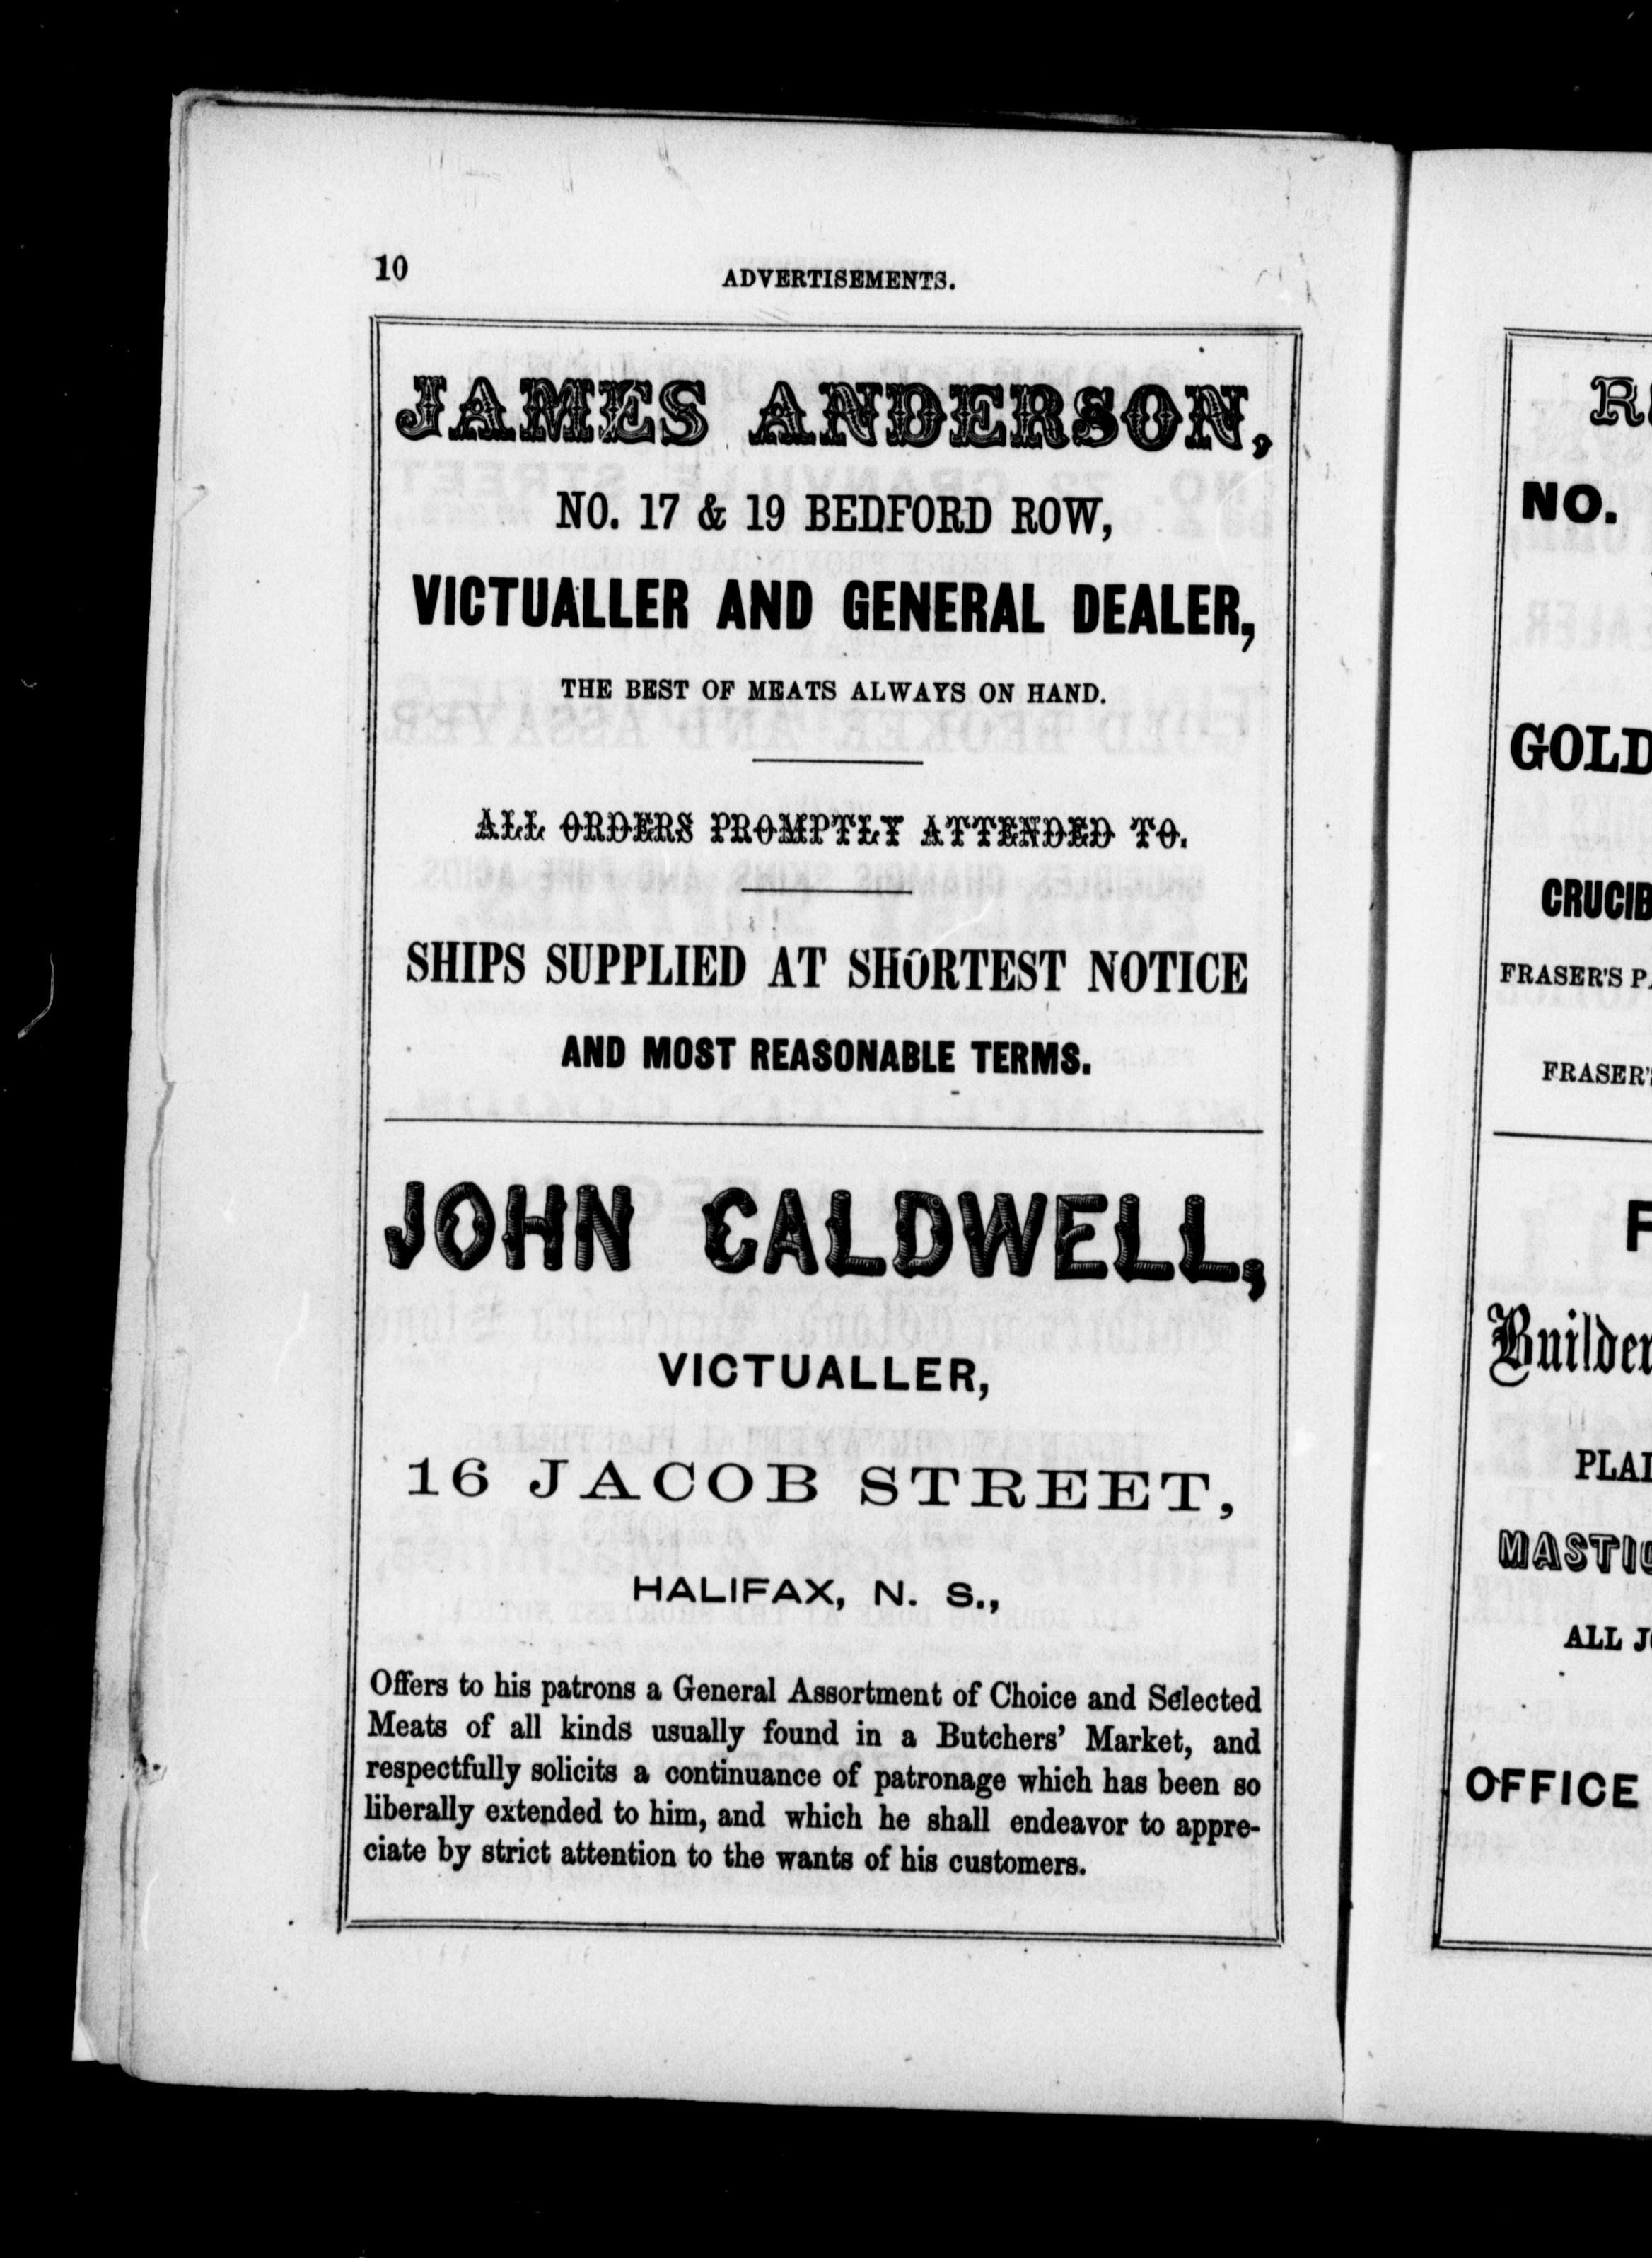 10
ADVERTISEMENTS.
JAMES ANDERSON,
NO. 17 & 19 BEDFORD ROW,
VICTUALLER AND GENERAL DEALER,
THE BEST OF MEATS ALWAYS ON HAND.
ALL ORDERS PROMPTLY ATTENDED TO.
SHIPS SUPPLIED AT SHORTEST NOTICE
AND MOST REASONABLE TERMS.
JOHN CALDWELL,
VICTUALLER,
16 JACOB STREET,
HALIFAX, N. S.,
Offers to his patrons a General Assortment of Choice and Selected
Meats of all kinds usually found in a Butchers' Market, and
respectfully solicits a continuance of patronage which has been so
liberally extended to him, and which he shall endeavor to appre-
ciate by strict attention to the wants of his customers.
NO.
GOLD
FRASER'S
FRASER'S
OFFICE